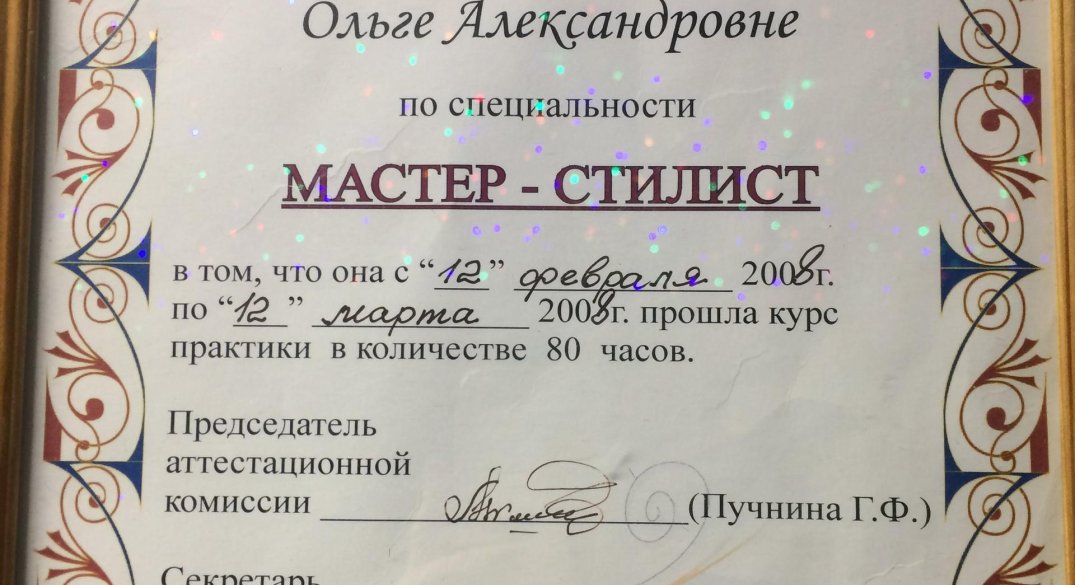 Ольге Александровне
по специальности
МАСТЕР - СТИЛИСТ
в том, что она с “12” февраля 2008г.
по “12 ” марта 2008г. прошла курс
практики в количестве 80 часов.
Председатель
аттестационной
комиссии (Пучнина Г.Ф.)
Секретарь